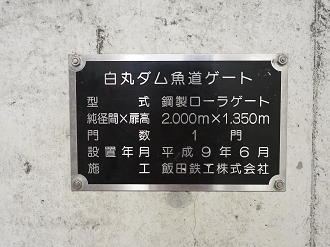 白丸ダム魚道ゲート
型式 鋼製ローラゲート
純径間×扉高 2.000m×1.350m
門数 1門
設置年月 平成9年6月
施工 飯田鉄工株式会社